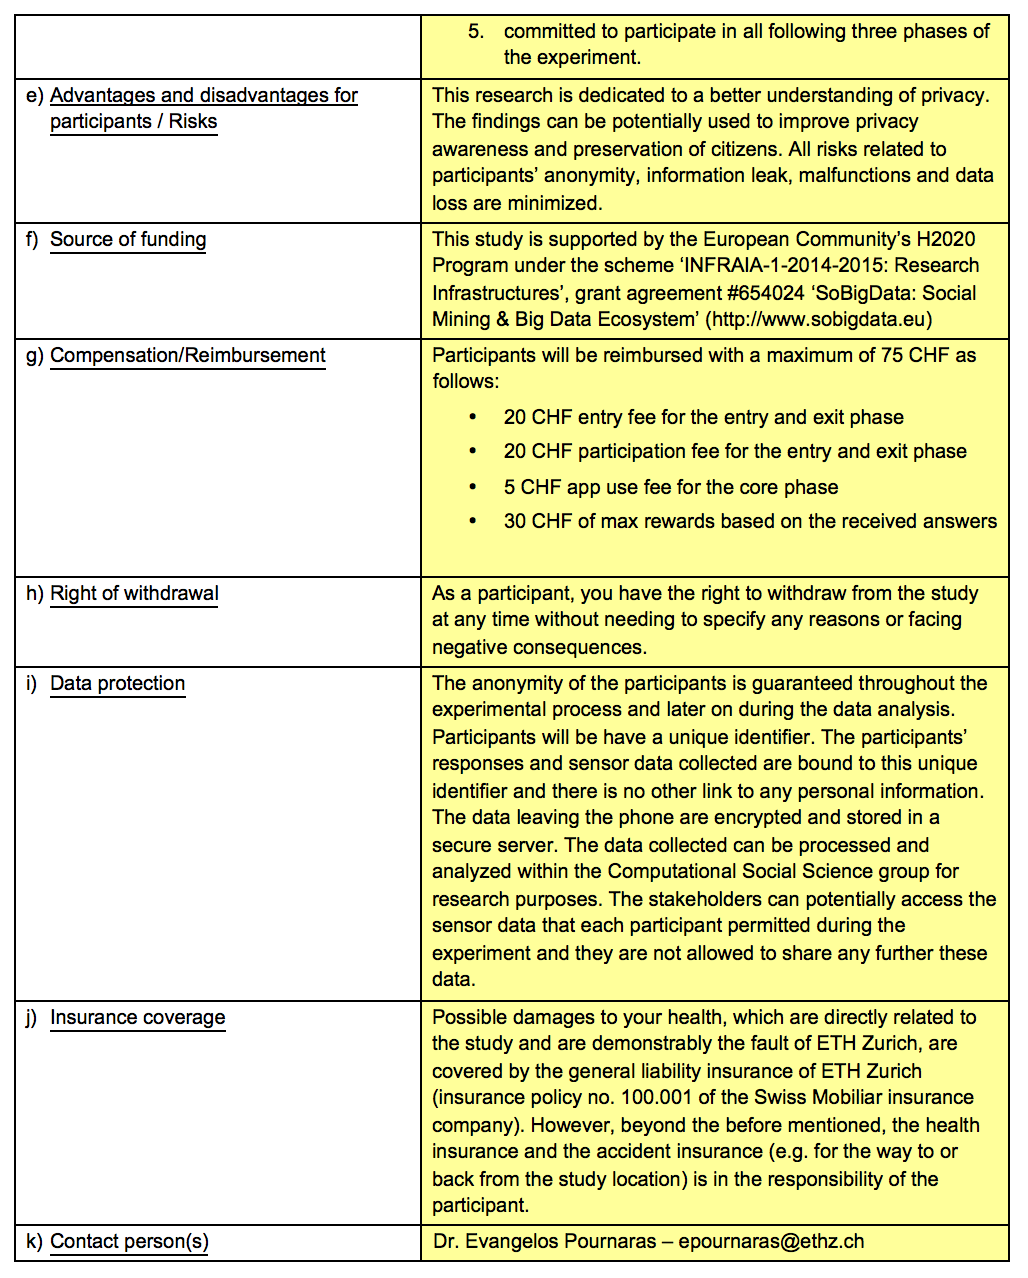 5. committed to participate in all following three phases of
the experiment.
e) Advantages and disadvantages for
participants / Risks
This research is dedicated to a better understanding of privacy.
The findings can be potentially used to improve privacy
awareness and preservation of citizens. All risks related to
participants’ anonymity, information leak, malfunctions and data
loss are minimized.
f) Source of funding
This study is supported by the European Community’s H2020
Program under the scheme ‘INFRAIA-1-2014-2015: Research
Infrastructures’, grant agreement #654024 ‘SoBigData: Social
Mining & Big Data Ecosystem’ (http://www.sobigdata.eu)
g) Compensation/Reimbursement
Participants will be reimbursed with a maximum of 75 CHF as
follows:
• 20 CHF entry fee for the entry and exit phase
• 20 CHF participation fee for the entry and exit phase
• 5 CHF app use fee for the core phase
• 30 CHF of max rewards based on the received answers
h) Right of withdrawal
As a participant, you have the right to withdraw from the study
at any time without needing to specify any reasons or facing
negative consequences.
i) Data protection
The anonymity of the participants is guaranteed throughout the
experimental process and later on during the data analysis.
Participants will be have a unique identifier. The participants’
responses and sensor data collected are bound to this unique
identifier and there is no other link to any personal information.
The data leaving the phone are encrypted and stored in a
secure server. The data collected can be processed and
analyzed within the Computational Social Science group for
research purposes. The stakeholders can potentially access the
sensor data that each participant permitted during the
experiment and they are not allowed to share any further these
data.
j) Insurance coverage
Possible damages to your health, which are directly related to
the study and are demonstrably the fault of ETH Zurich, are
covered by the general liability insurance of ETH Zurich
(insurance policy no. 100.001 of the Swiss Mobiliar insurance
company). However, beyond the before mentioned, the health
insurance and the accident insurance (e.g. for the way to or
back from the study location) is in the responsibility of the
participant.
k) Contact person(s)
Dr. Evangelos Pournaras – epournaras@ethz.ch